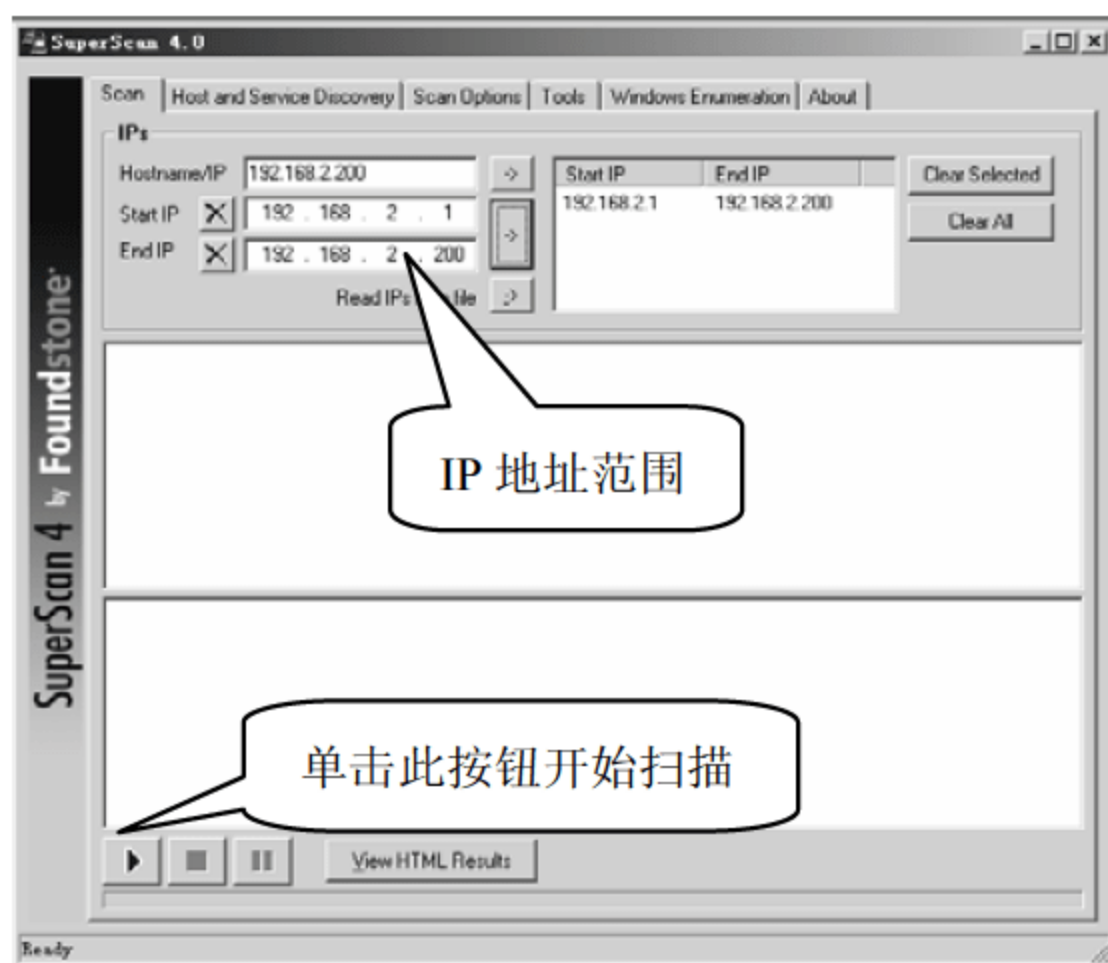 SuperScan 4.0
Scan Host and Service Discovery Scan Options Tools Windows Enumeration About
IPs
Hostname/IP 192.168.2.200
Start IP 192 . 168 . 2 . 1
End IP 192 . 168 . 2 . 200
Read IPs file
Start IP End IP
192.168.2.1 192.168.2.200
Clear Selected
Clear All
IP 地址范围
单击此按钮开始扫描
View HTML Results
SuperScan 4 by Foundstone
Ready